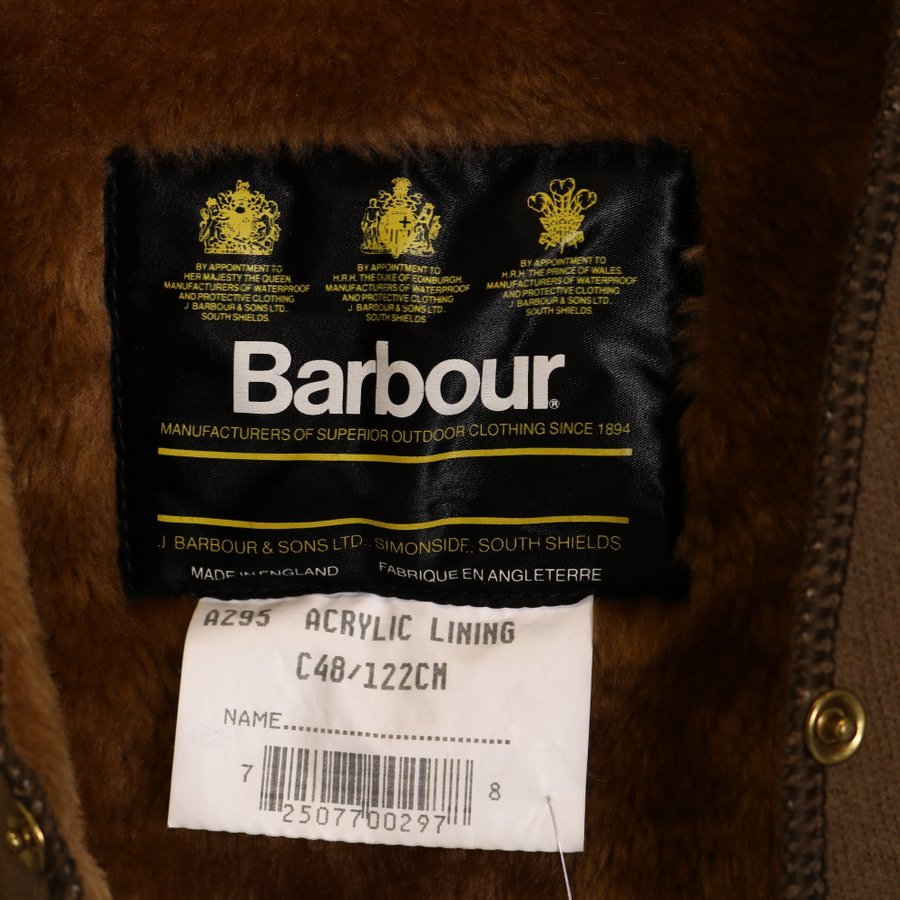 BY APPOINTMENT TO
HER MAJESTY THE QUEEN
MANUFACTURERS OF WATERPROOF
AND PROTECTIVE CLOTHING
J BARBOUR & SONS LTD.,
SOUTH SHIELDS.
BY APPOINTMENT TO
H.R.H. THE DUKE OF EDINBURGH
MANUFACTURERS OF WATERPROOF
AND PROTECTIVE CLOTHING
J. BARBOUR & SONS LTD.
SOUTH SHIELDS.
BY APPOINTMENT TO
H.R.H. THE PRINCE OF WALES
MANUFACTURERS OF WATERPROOF
AND PROTECTIVE CLOTHING
J. BARBOUR & SONS LTD.
SOUTH SHIELDS.
Barbour®
MANUFACTURERS OF SUPERIOR OUTDOOR CLOTHING SINCE 1894
J BARBOUR & SONS LTD., SIMONSIDE, SOUTH SHIELDS.
MADE IN ENGLAND FABRIQUE EN ANGLETERRE
A295 ACRYLIC LINING
C48/122CM
NAME..............................
7 2507700297 8